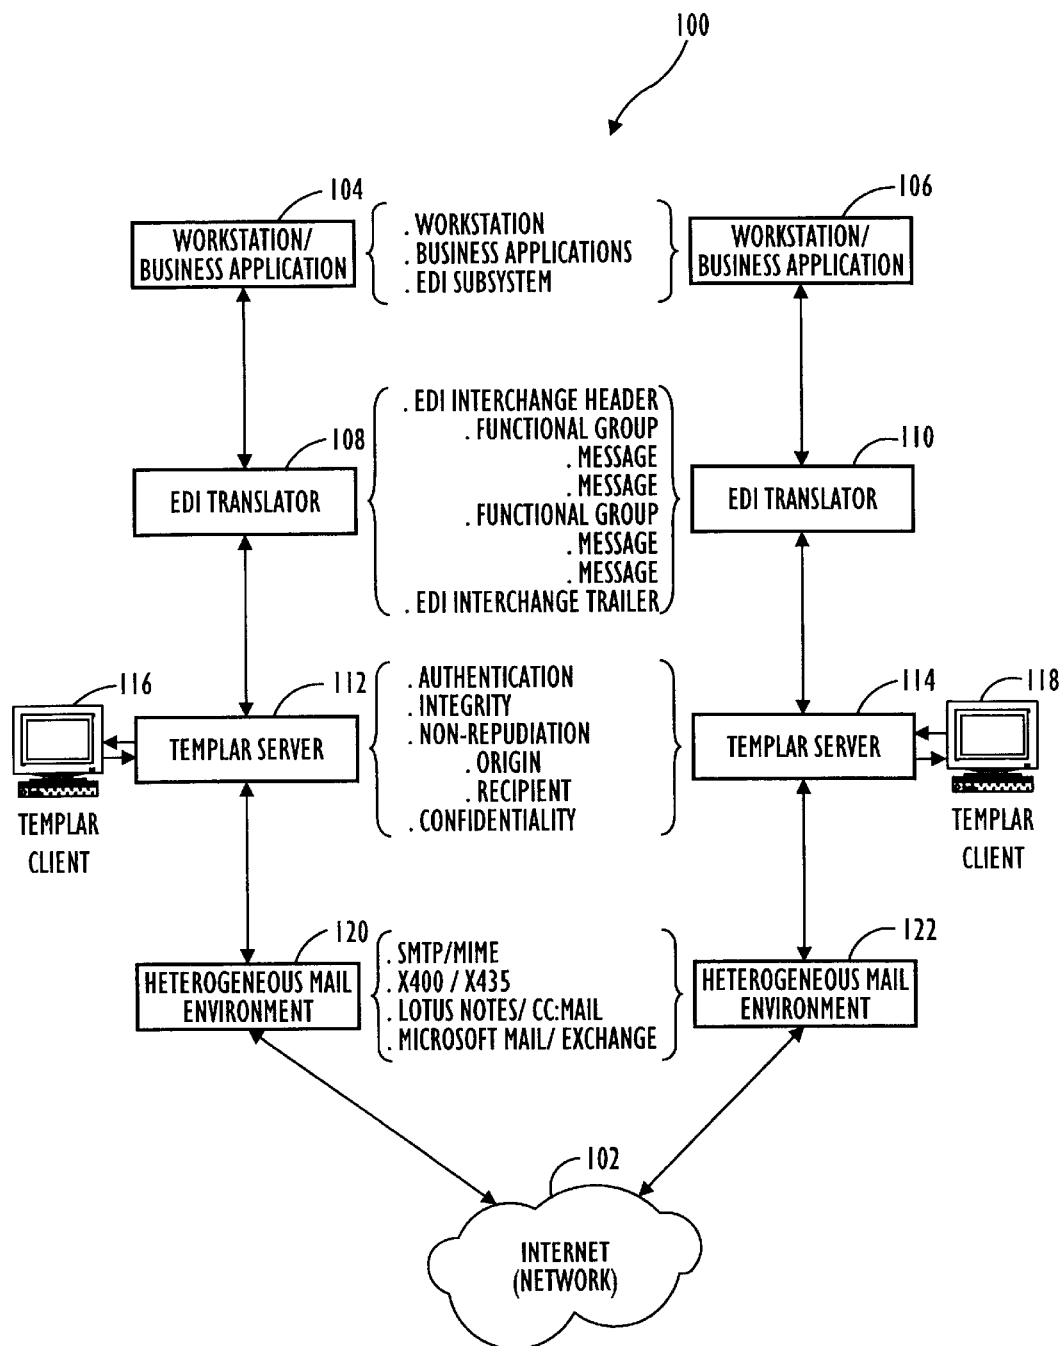 100
104
WORKSTATION/
BUSINESS APPLICATION
. WORKSTATION
. BUSINESS APPLICATIONS
. EDI SUBSYSTEM
106
WORKSTATION/
BUSINESS APPLICATION
108
EDI TRANSLATOR
. EDI INTERCHANGE HEADER
. FUNCTIONAL GROUP
. MESSAGE
. MESSAGE
. FUNCTIONAL GROUP
. MESSAGE
. MESSAGE
. EDI INTERCHANGE TRAILER
110
EDI TRANSLATOR
116
TEMPLAR
CLIENT
112
TEMPLAR SERVER
. AUTHENTICATION
. INTEGRITY
. NON-REPUDIATION
. ORIGIN
. RECIPIENT
. CONFIDENTIALITY
114
TEMPLAR SERVER
118
TEMPLAR
CLIENT
120
HETEROGENEOUS MAIL
ENVIRONMENT
. SMTP/MIME
. X400 / X435
. LOTUS NOTES/ CC:MAIL
. MICROSOFT MAIL/ EXCHANGE
122
HETEROGENEOUS MAIL
ENVIRONMENT
102
INTERNET
(NETWORK)